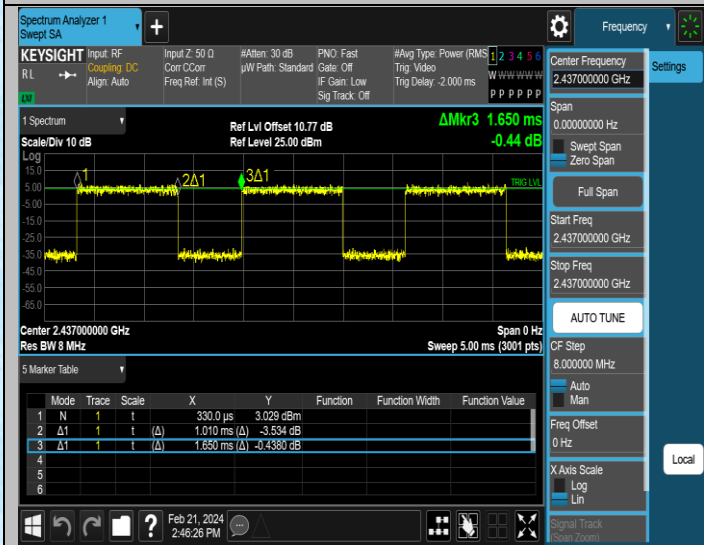 Spectrum Analyzer 1
Swept SA
+
Frequency
KEYSIGHT Input: RF Input Z: 50 Ω #Atten: 30 dB PNO: Fast #Avg Type: Power (RMS 1 2 3 4 5 6
RL Coupling: DC Corr CCorr µW Path: Standard Gate: Off Trig: Video W W W W W W
Align: Auto Freq Ref: Int (S) IF Gain: Low Trig Delay: -2.000 ms
Sig Track: Off P P P P P P
LXI
1 Spectrum
Ref Lvl Offset 10.77 dB ΔMkr3 1.650 ms
Scale/Div 10 dB Ref Level 25.00 dBm -0.44 dB
Log
15.0
5.00
-5.00
-15.0
-25.0
-35.0
-45.0
-55.0
-65.0
1 2Δ1 3Δ1
TRIG LVL
Center 2.437000000 GHz Span 0 Hz
Res BW 8 MHz Sweep 5.00 ms (3001 pts)
5 Marker Table
Mode Trace Scale X Y Function Function Width Function Value
1 N 1 t 330.0 µs 3.029 dBm
2 Δ1 1 t (Δ) 1.010 ms (Δ) -3.534 dB
3 Δ1 1 t (Δ) 1.650 ms (Δ) -0.4380 dB
4
5
6
Feb 21, 2024
2:46:26 PM
?
Center Frequency
2.437000000 GHz
Settings
Span
0.00000000 Hz
Swept Span
Zero Span
Full Span
Start Freq
2.437000000 GHz
Stop Freq
2.437000000 GHz
AUTO TUNE
CF Step
8.000000 MHz
Auto
Man
Freq Offset
0 Hz
X Axis Scale
Log
Lin
Signal Track
(Span Zoom)
Local